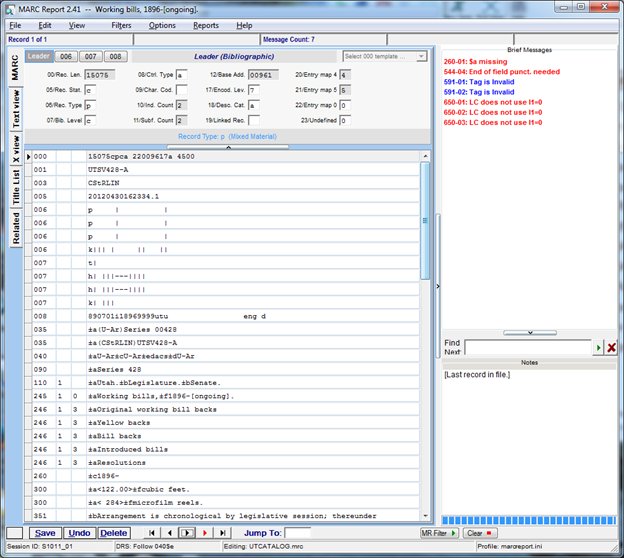 MARC Report 2.41 -- Working bills, 1896-[ongoing].
File Edit View Filters Options Reports Help
Record 1 of 1 Message Count: 7
MARC
Text view
X view
Title List
Related
Leader 006 007 008 Leader (Bibliographic) Select 000 template ...
00/Rec. Len. 15075 08/Ctrl. Type a 12/Base Add. 00961 20/Entry map 4 4
05/Rec. Stat. c 09/Char. Cod. 17/Encod. Lev. 7 21/Entry map 5 5
06/Rec. Type p 10/Ind. Count 2 18/Desc. Cat. a 22/Entry map 0 0
07/Bib. Level c 11/Subf. Count 2 19/Linked Rec. 23/Undefined 0
Record Type: p (Mixed Material)
000 15075cpca 22009617a 4500
001 UTSV428-A
003 CStRLIN
005 20120430162334.1
006 p | |
006 p | |
006 p | |
006 k||| | || ||
007 t|
007 h| |||---||||
007 h| |||---||||
007 k| |||
008 890701i18969999utu eng d
035 ‡a(U-Ar)Series 00428
035 ‡a(CStRLIN)UTSV428-A
040 ‡aU-Ar‡cU-Ar‡edacs‡dU-Ar
090 ‡aSeries 428
110 1 ‡aUtah.‡bLegislature.‡bSenate.
245 1 0 ‡aWorking bills,‡f1896-[ongoing].
246 1 3 ‡aOriginal working bill backs
246 1 3 ‡aYellow backs
246 1 3 ‡aBill backs
246 1 3 ‡aIntroduced bills
246 1 3 ‡aResolutions
260 ‡c1896-
300 ‡a<122.00>‡fcubic feet.
300 ‡a< 284>‡fmicrofilm reels.
351 ‡bArrangement is chronological by legislative session; thereunder
Brief Messages
260-01: $a missing
544-04: End of field punct. needed
591-01: Tag is Invalid
591-02: Tag is Invalid
650-01: LC does not use I1=0
650-02: LC does not use I1=0
650-03: LC does not use I1=0
Find
Next
Notes
[Last record in file.]
Save Undo Delete Jump To: MR Filter Clear
Session ID: S1011_01 DRS: Follow 040$e Editing: UTCATALOG.mrc Profile: marcreport.ini